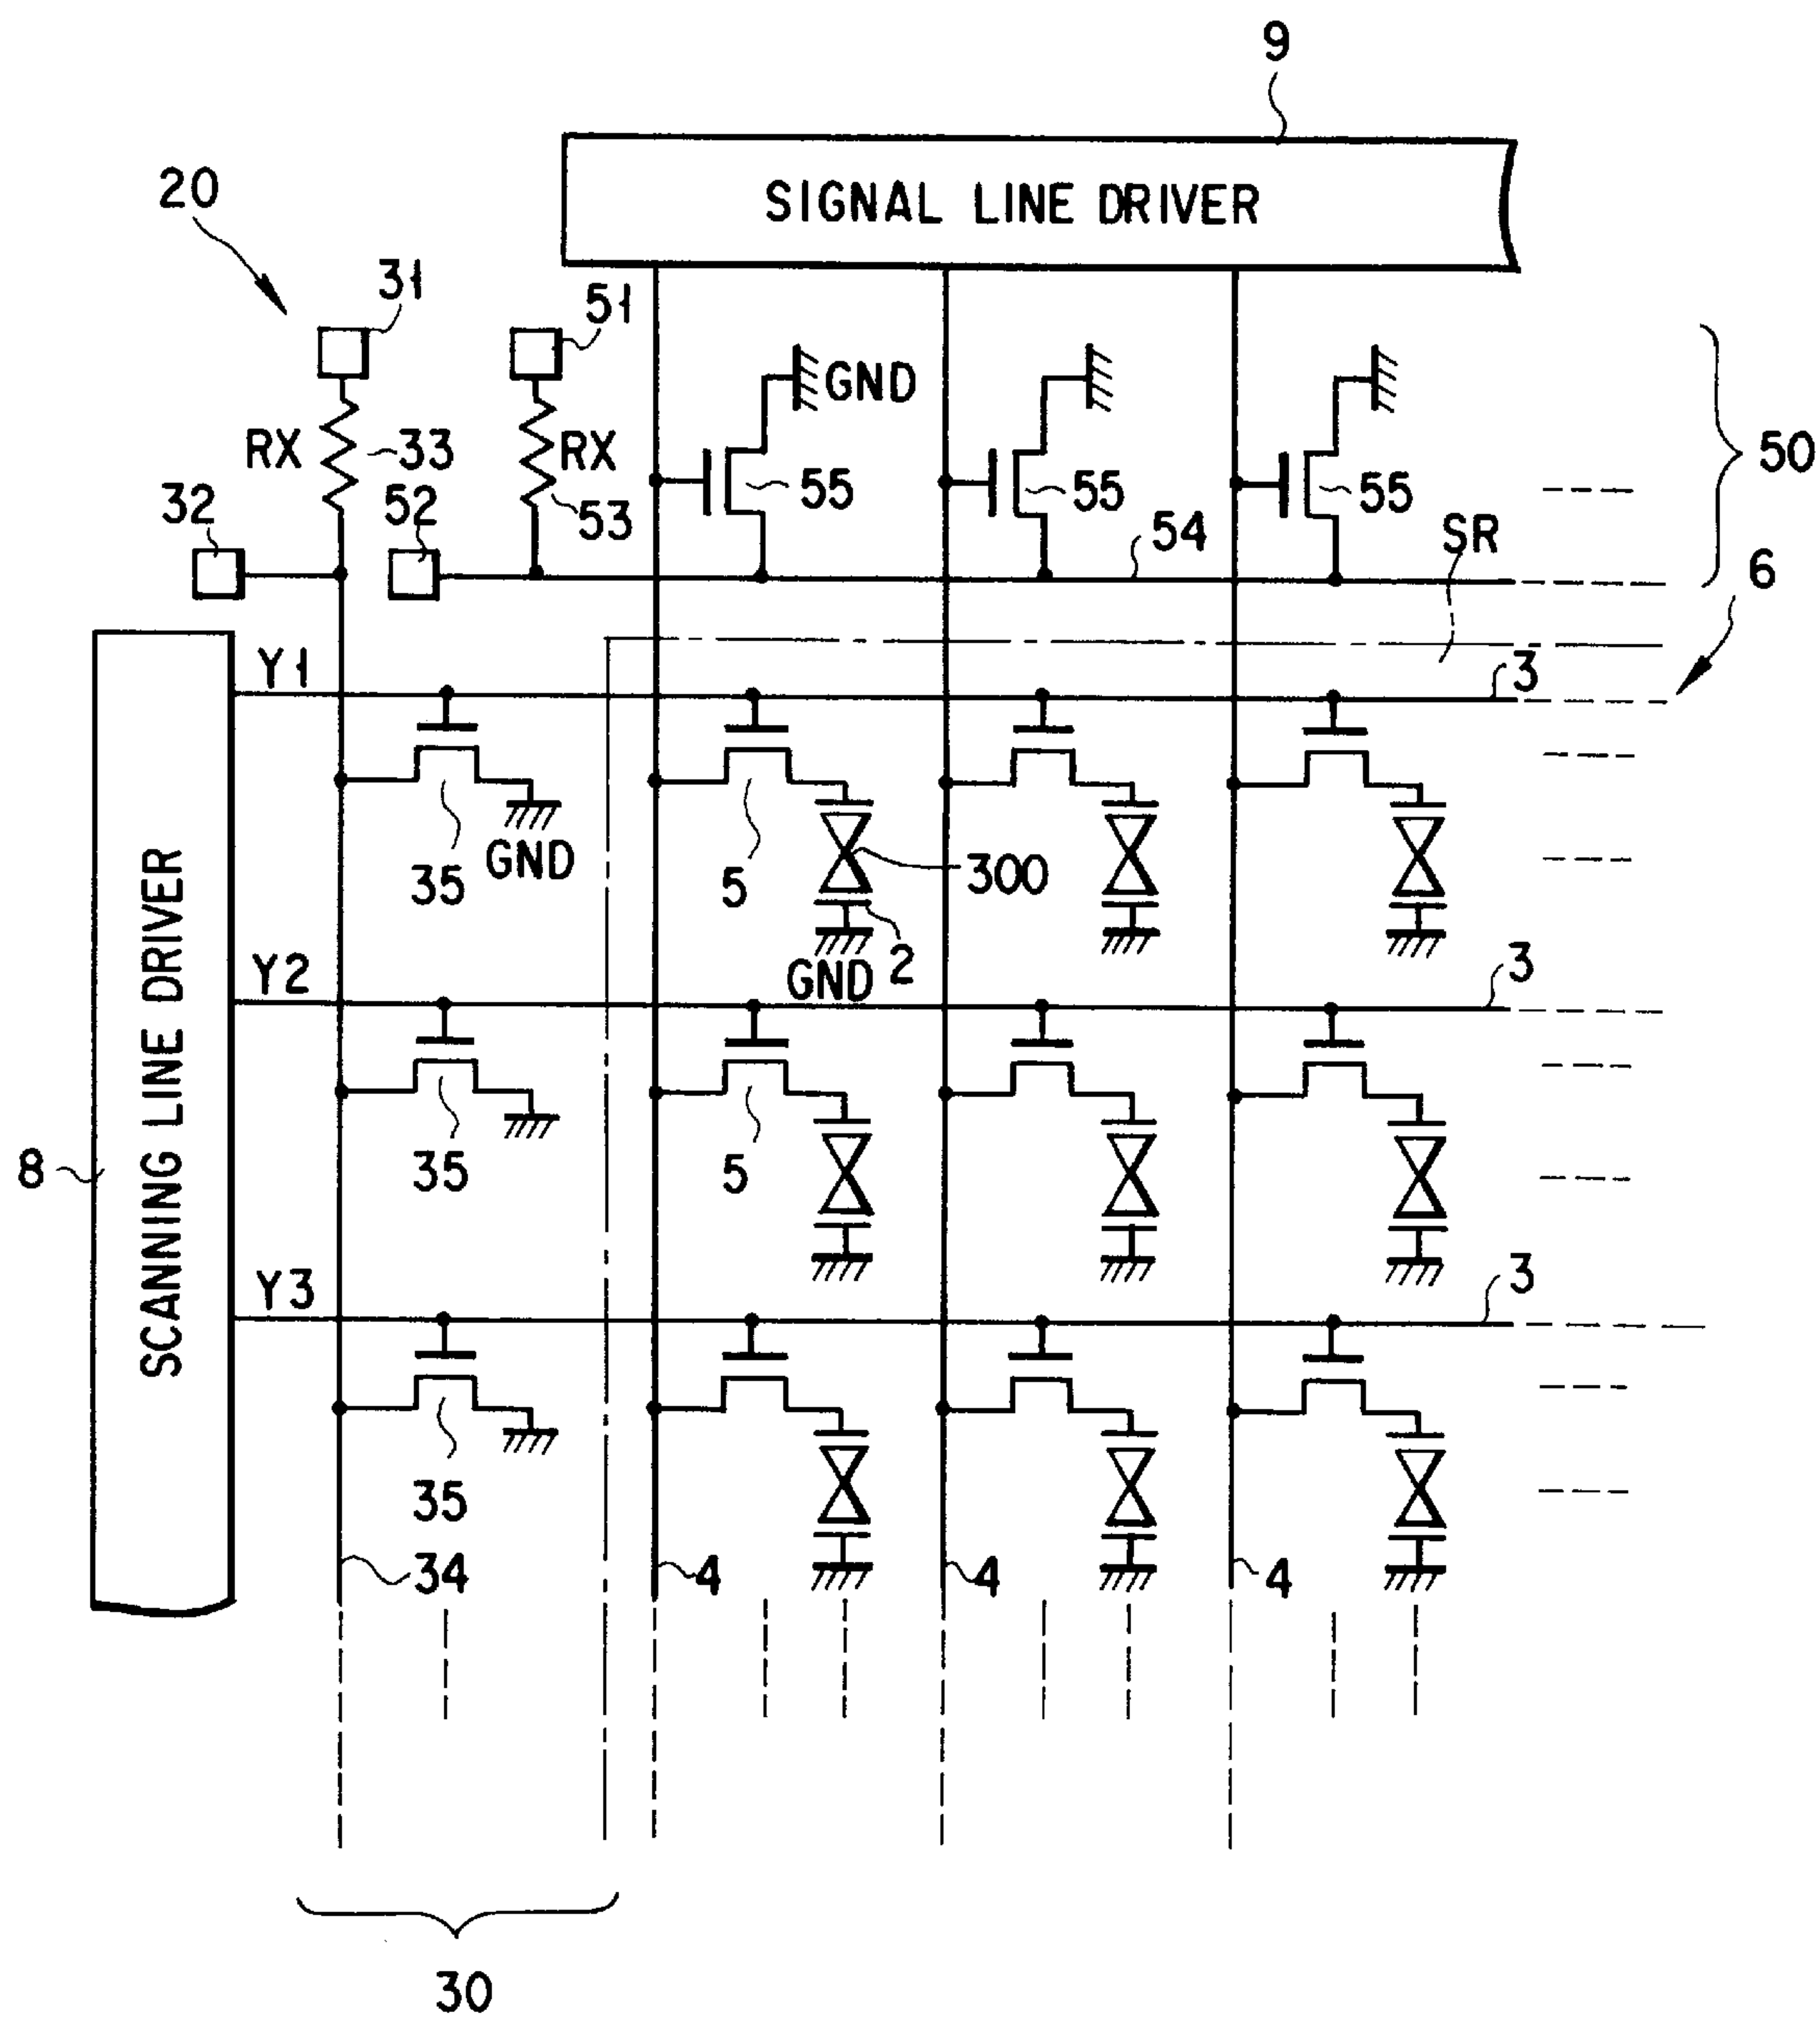 9
SIGNAL LINE DRIVER
20
31
51
GND
RX
33
RX
53
55
55
55
50
32
52
54
SR
6
Y1
3
35
GND
5
300
2
GND
Y2
3
35
5
8
SCANNING LINE DRIVER
Y3
3
35
34
4
4
4
30